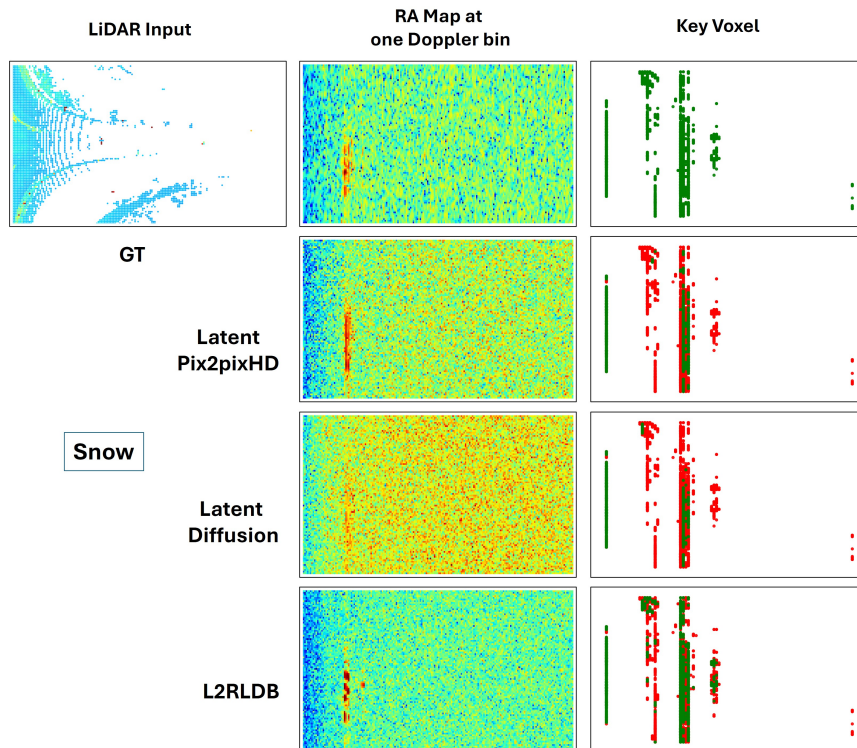 LiDAR Input
RA Map at
one Doppler bin
Key Voxel
GT
Latent
Pix2pixHD
Snow
Latent
Diffusion
L2RLDB